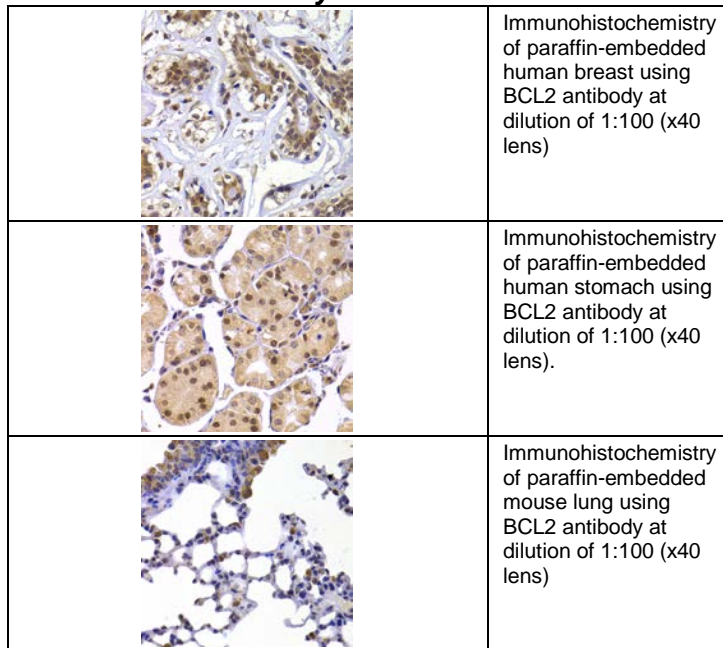 Immunohistochemistry
of paraffin-embedded
human breast using
BCL2 antibody at
dilution of 1:100 (x40
lens)
Immunohistochemistry
of paraffin-embedded
human stomach using
BCL2 antibody at
dilution of 1:100 (x40
lens).
Immunohistochemistry
of paraffin-embedded
mouse lung using
BCL2 antibody at
dilution of 1:100 (x40
lens)